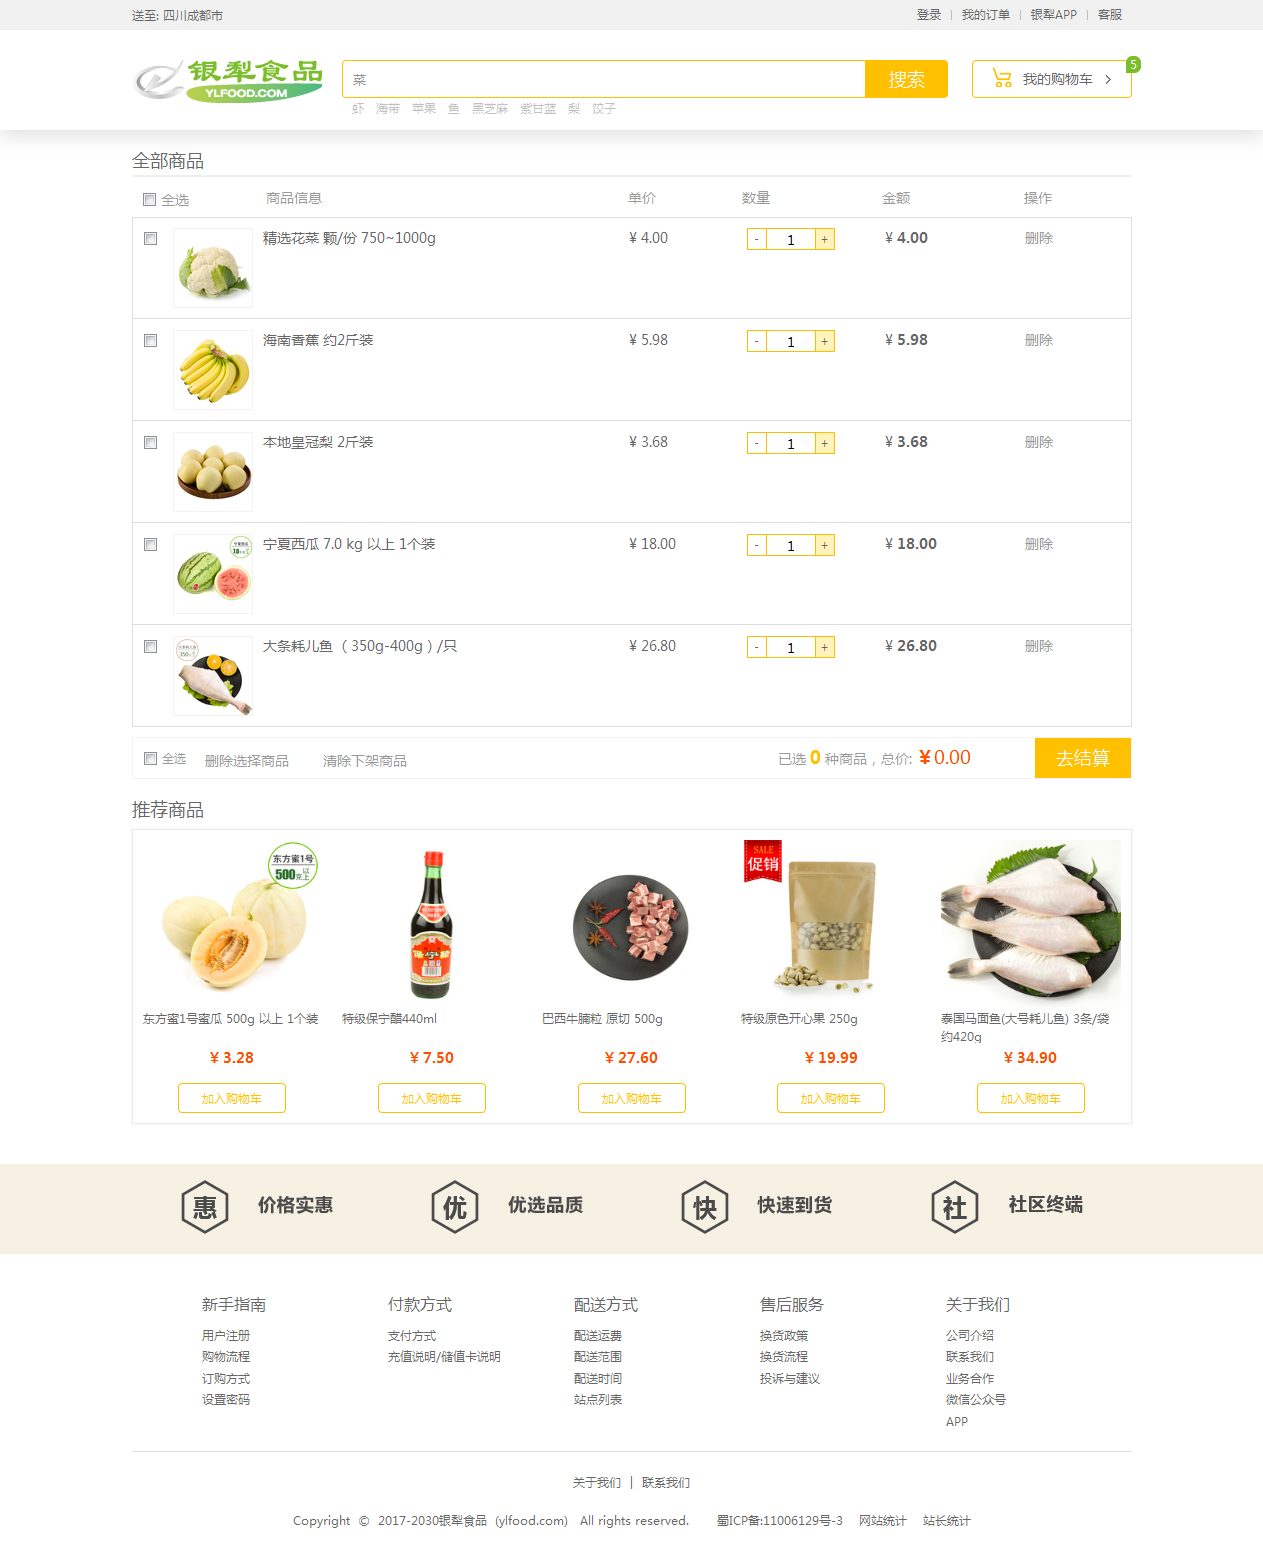 送至: 四川成都市
登录 我的订单 银犁APP 客服
银犁食品
YLFOOD.COM
菜
搜索
我的购物车 >
5
虾 海带 苹果 鱼 黑芝麻 紫甘蓝 梨 饺子
全部商品
全选 商品信息 单价 数量 金额 操作
精选花菜 颗/份 750~1000g ¥ 4.00 - 1 + ¥ 4.00 删除
海南香蕉 约2斤装 ¥ 5.98 - 1 + ¥ 5.98 删除
本地皇冠梨 2斤装 ¥ 3.68 - 1 + ¥ 3.68 删除
宁夏西瓜 7.0 kg 以上 1个装 ¥ 18.00 - 1 + ¥ 18.00 删除
大条耗儿鱼 （350g-400g）/只 ¥ 26.80 - 1 + ¥ 26.80 删除
全选 删除选择商品 清除下架商品 已选 0 种商品，总价: ¥ 0.00 去结算
推荐商品
东方蜜1号
500克以上
SALE
促销
东方蜜1号蜜瓜 500g 以上 1个装
¥ 3.28
加入购物车
特级保宁醋440ml
¥ 7.50
加入购物车
巴西牛腩粒 原切 500g
¥ 27.60
加入购物车
特级原色开心果 250g
¥ 19.99
加入购物车
泰国马面鱼(大号耗儿鱼) 3条/袋
约420g
¥ 34.90
加入购物车
惠 价格实惠
优 优选品质
快 快速到货
社 社区终端
新手指南
用户注册
购物流程
订购方式
设置密码
付款方式
支付方式
充值说明/储值卡说明
配送方式
配送运费
配送范围
配送时间
站点列表
售后服务
换货政策
换货流程
投诉与建议
关于我们
公司介绍
联系我们
业务合作
微信公众号
APP
关于我们 | 联系我们
Copyright © 2017-2030银犁食品 (ylfood.com) All rights reserved. 蜀ICP备:11006129号-3 网站统计 站长统计